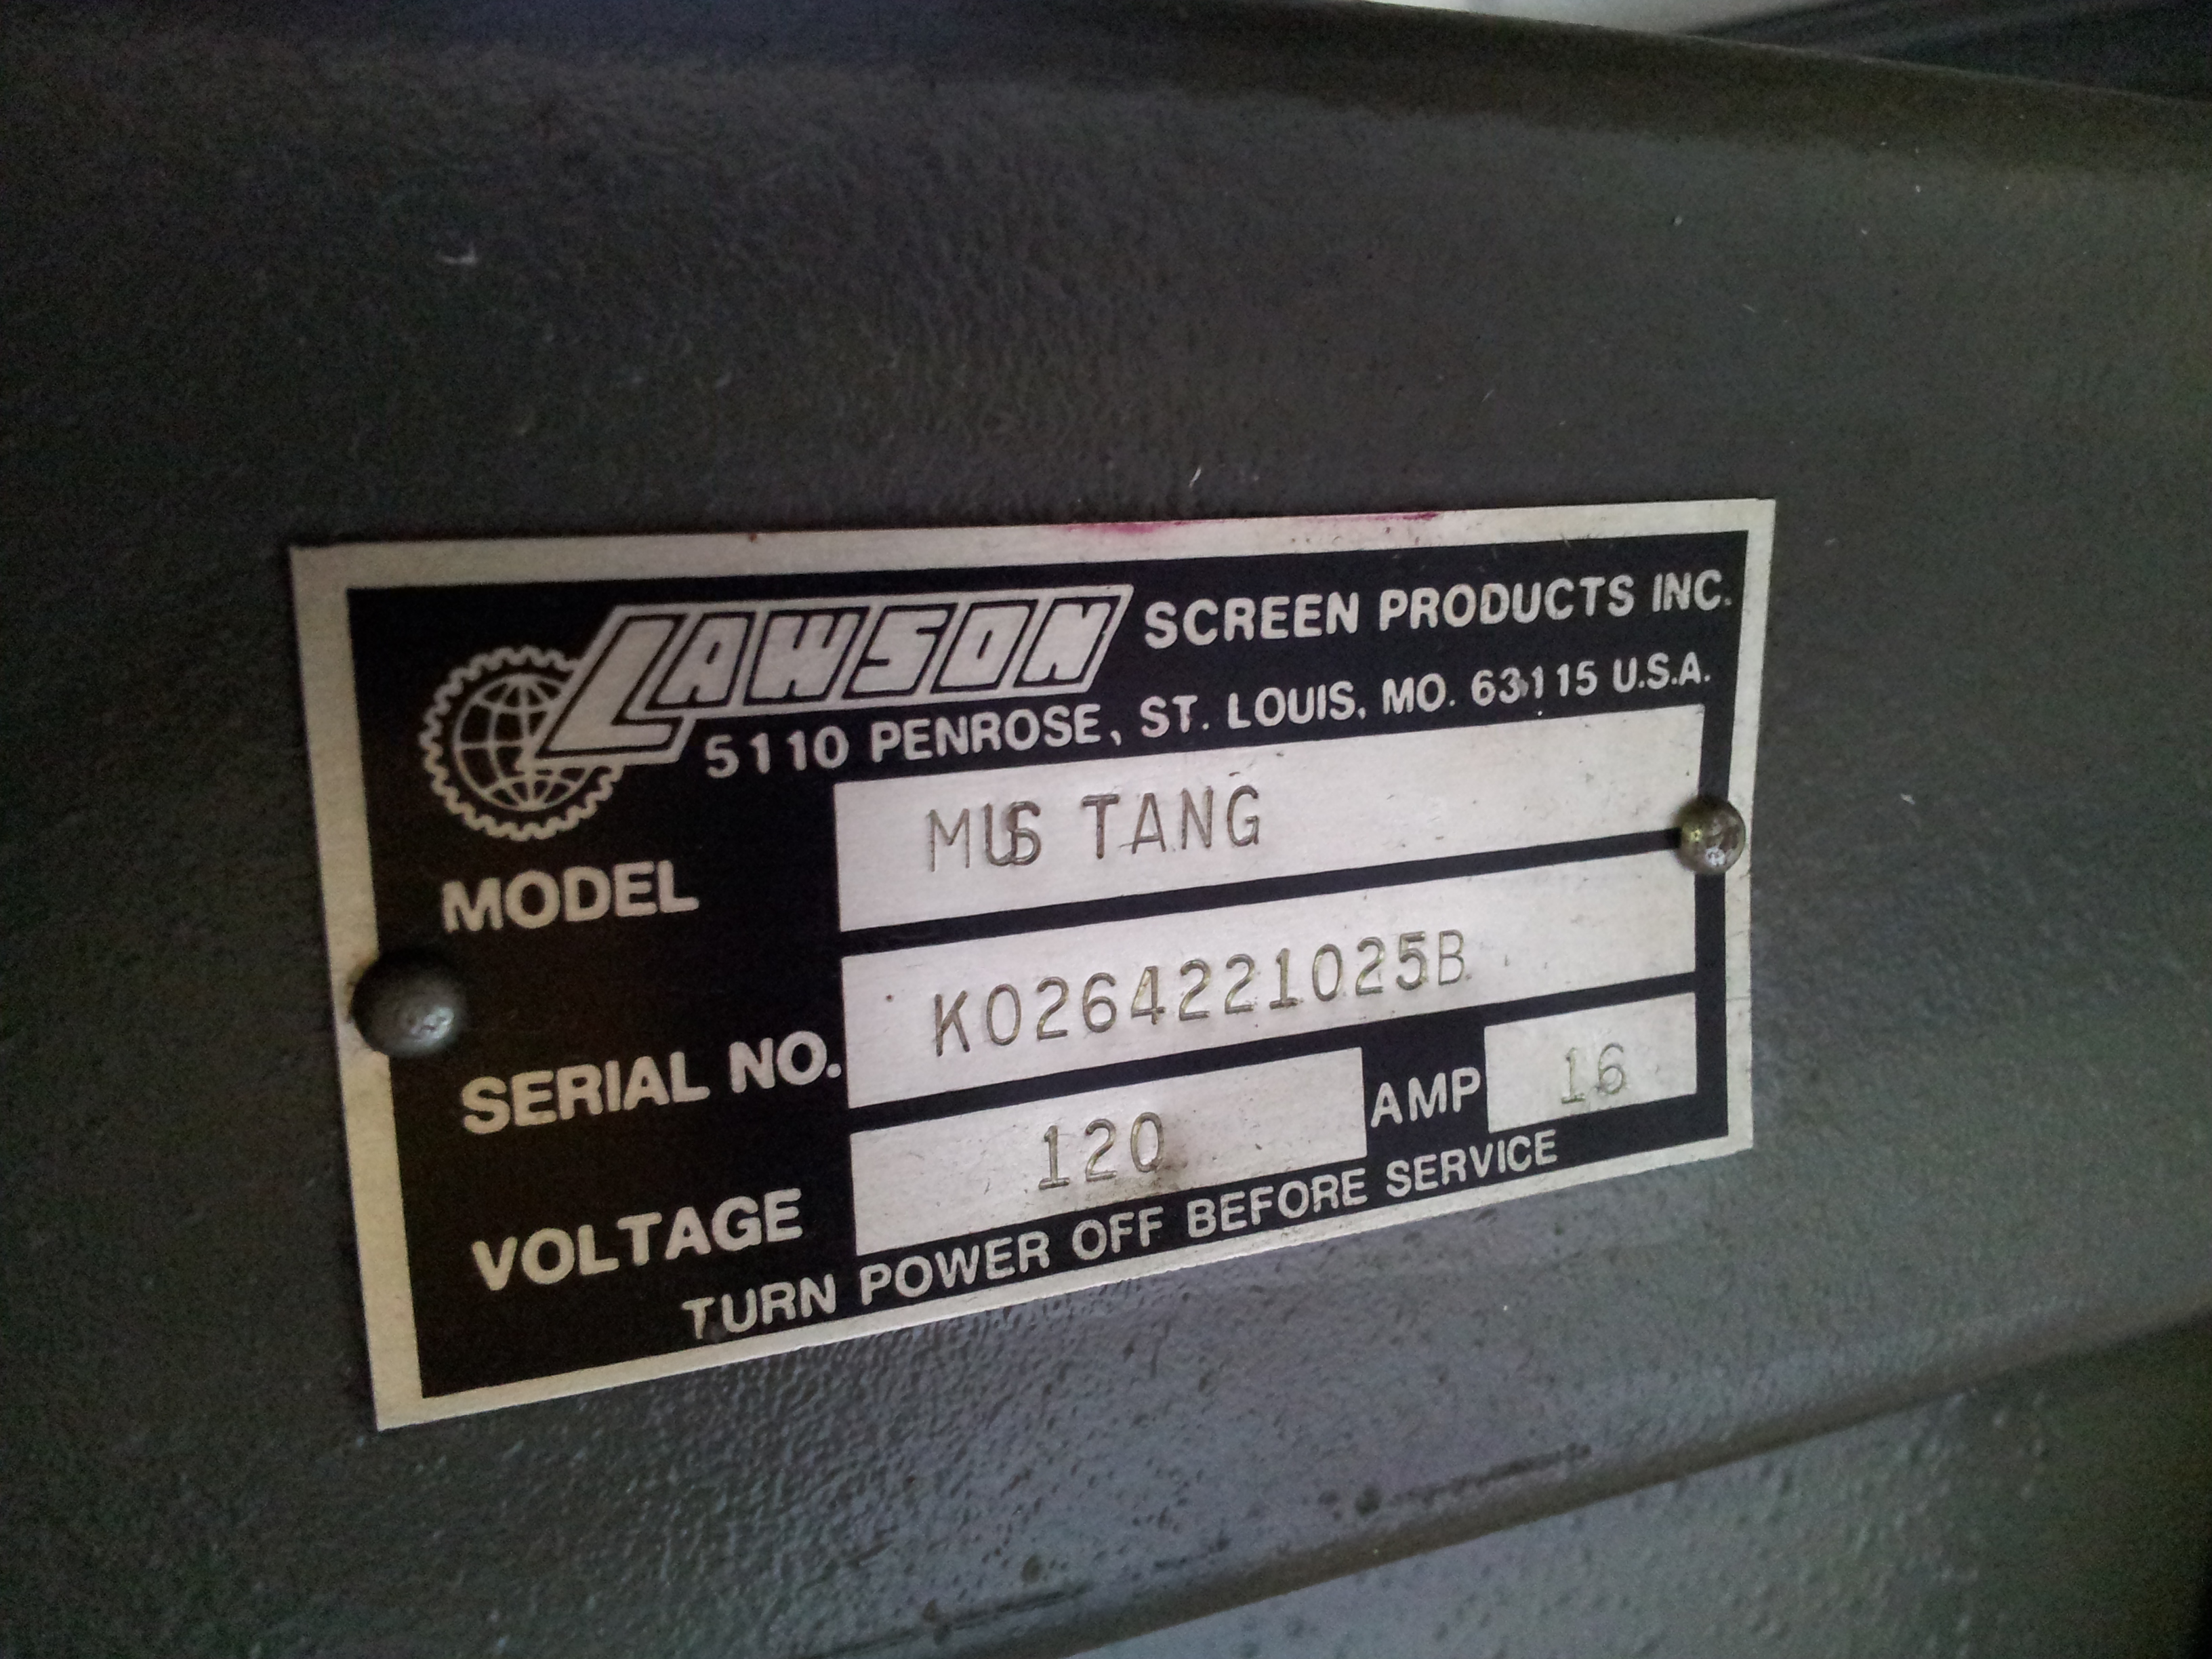 LAWSON SCREEN PRODUCTS INC.
5110 PENROSE, ST. LOUIS, MO. 63115 U.S.A.
MODEL MUS TANG
SERIAL NO. K0264221025B
VOLTAGE 120 AMP 16
TURN POWER OFF BEFORE SERVICE